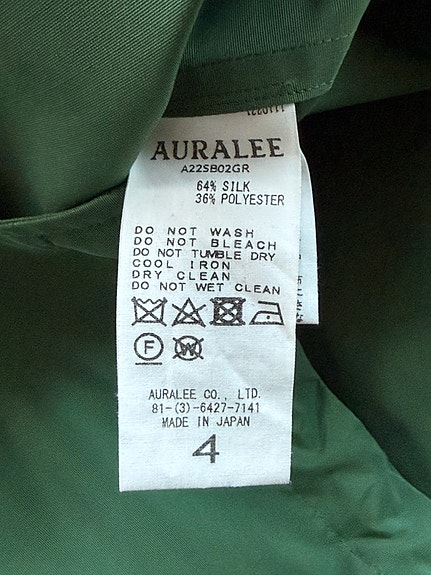 AURALEE
A22SB02GR
64% SILK
36% POLYESTER
DO NOT WASH
DO NOT BLEACH
DO NOT TUMBLE DRY
COOL IRON
DRY CLEAN
DO NOT WET CLEAN
F W
AURALEE CO., LTD.
81-(3)-6427-7141
MADE IN JAPAN
4